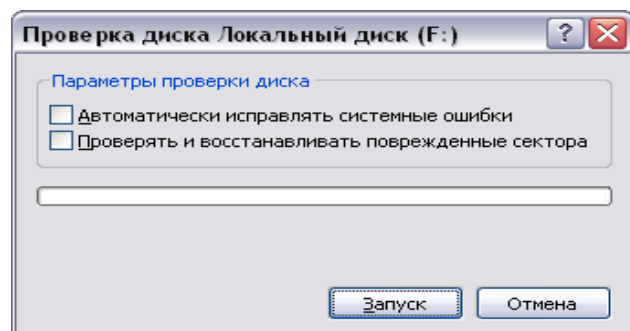 Проверка диска Локальный диск (F:)
Параметры проверки диска
Автоматически исправлять системные ошибки
Проверять и восстанавливать поврежденные сектора
Запуск
Отмена